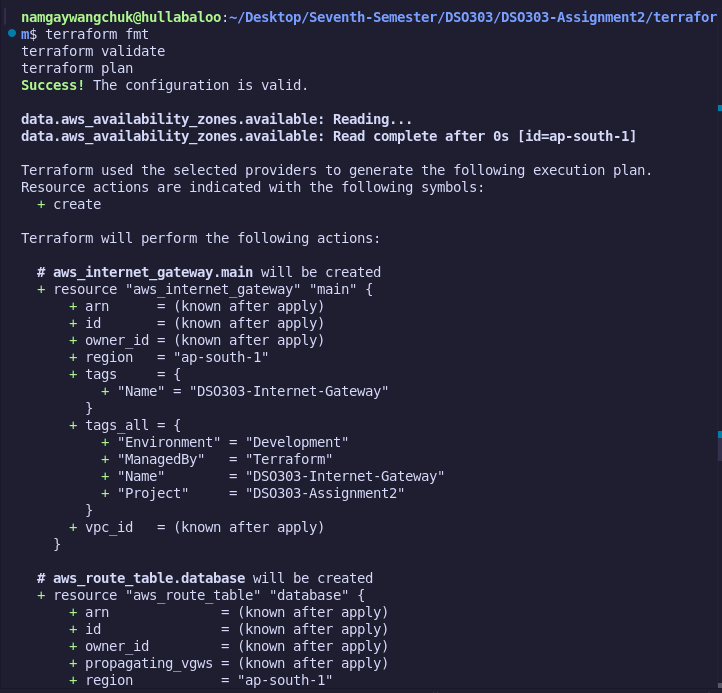 namgaywangchuk@hullabaloo:~/Desktop/Seventh-Semester/DSO303/DSO303-Assignment2/terrafor
m$ terraform fmt
terraform validate
terraform plan
Success! The configuration is valid.
data.aws_availability_zones.available: Reading...
data.aws_availability_zones.available: Read complete after 0s [id=ap-south-1]
Terraform used the selected providers to generate the following execution plan.
Resource actions are indicated with the following symbols:
  + create
Terraform will perform the following actions:
  # aws_internet_gateway.main will be created
  + resource "aws_internet_gateway" "main" {
      + arn      = (known after apply)
      + id       = (known after apply)
      + owner_id = (known after apply)
      + region   = "ap-south-1"
      + tags     = {
          + "Name" = "DSO303-Internet-Gateway"
        }
      + tags_all = {
          + "Environment" = "Development"
          + "ManagedBy"   = "Terraform"
          + "Name"        = "DSO303-Internet-Gateway"
          + "Project"     = "DSO303-Assignment2"
        }
      + vpc_id   = (known after apply)
    }
  # aws_route_table.database will be created
  + resource "aws_route_table" "database" {
      + arn              = (known after apply)
      + id               = (known after apply)
      + owner_id         = (known after apply)
      + propagating_vgws = (known after apply)
      + region           = "ap-south-1"